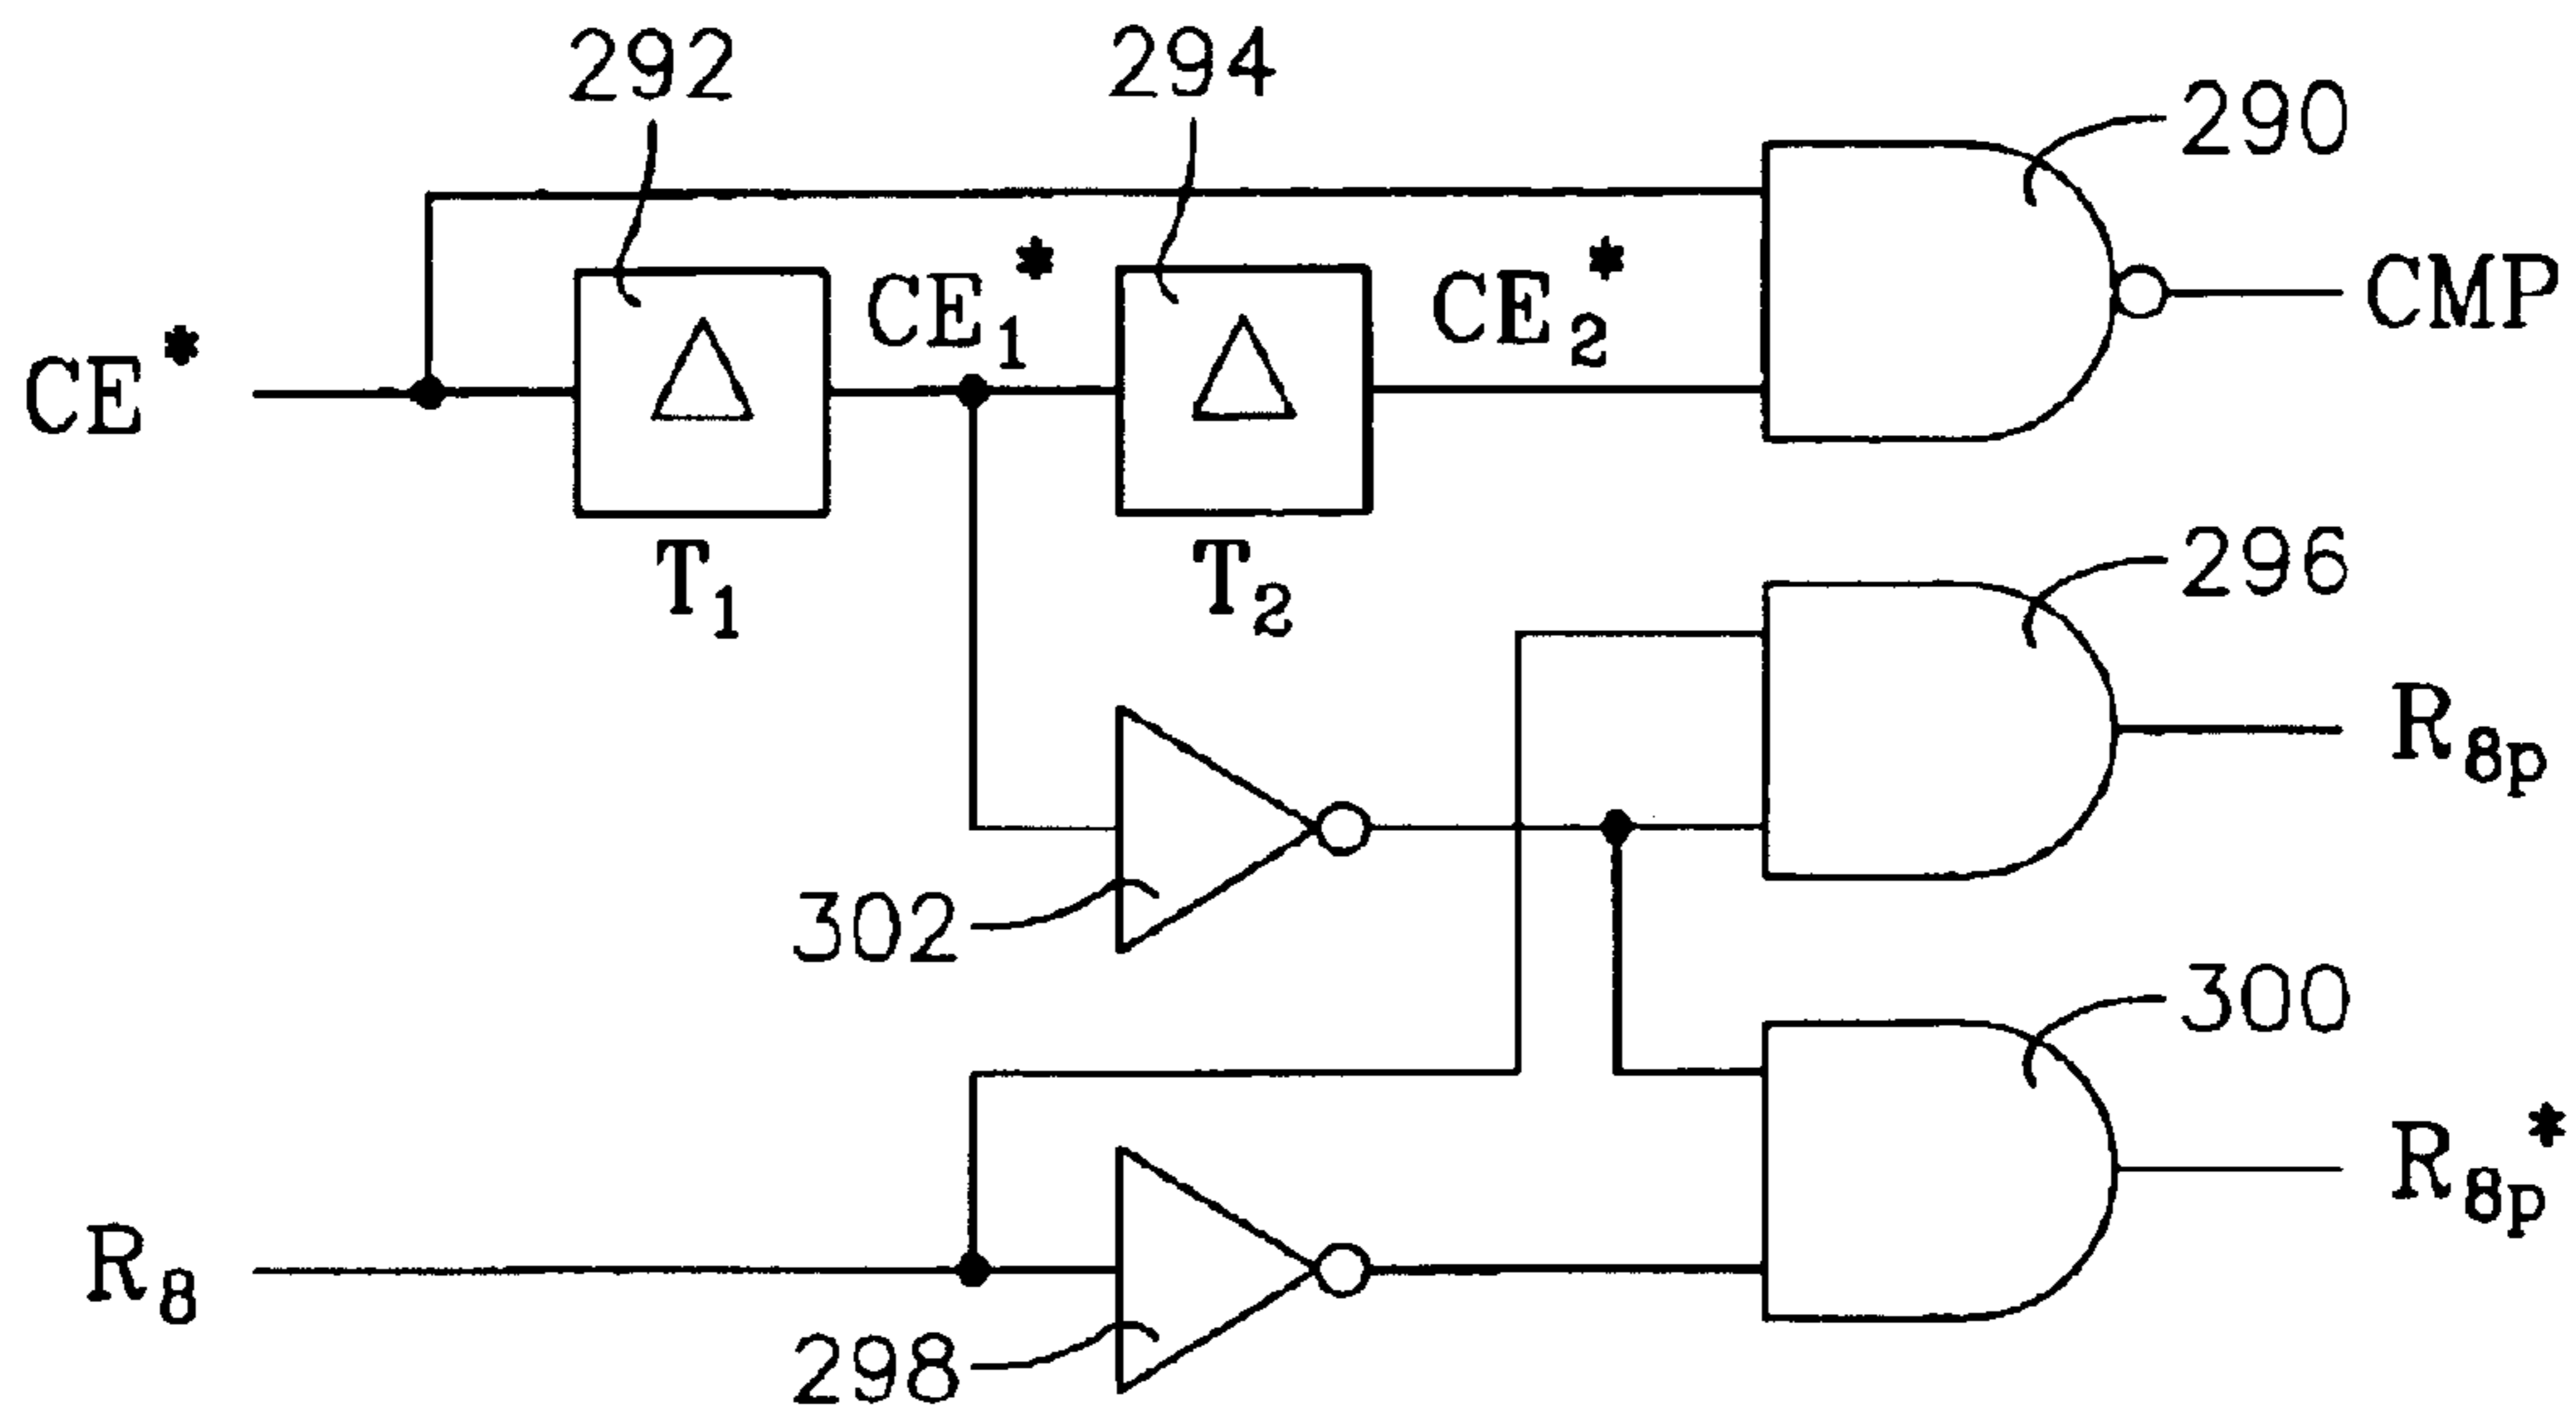 292
294
290
CE*
CE₁*
CE₂*
CMP
T₁
T₂
296
R₈ₚ
302
300
R₈ₚ*
R₈
298